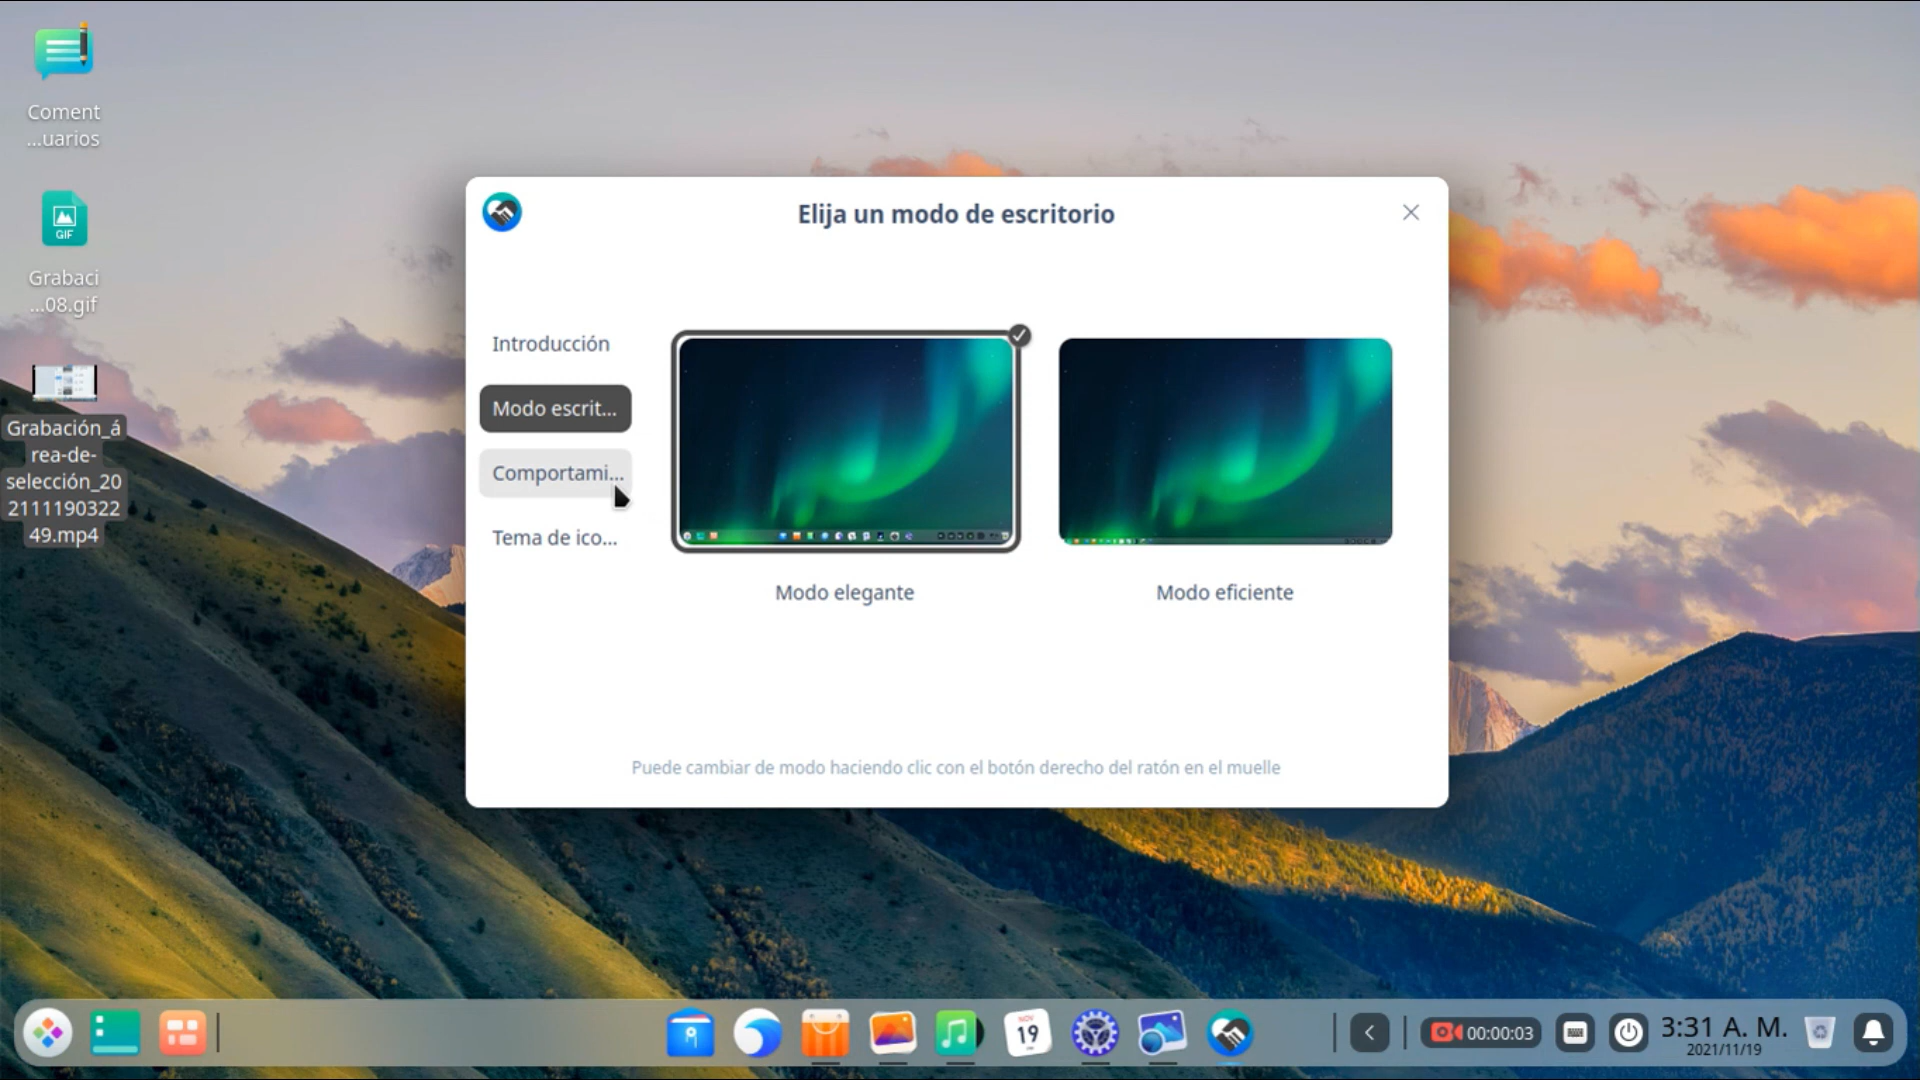 Coment
...uarios
GIF
Grabaci
...08.gif
Grabación_á
rea-de-
selección_20
2111190322
49.mp4
Elija un modo de escritorio
Introducción
Modo escrit...
Comportami...
Tema de ico...
Modo elegante
Modo eficiente
Puede cambiar de modo haciendo clic con el botón derecho del ratón en el muelle
NOV
19
00:00:03
3:31 A. M.
2021/11/19